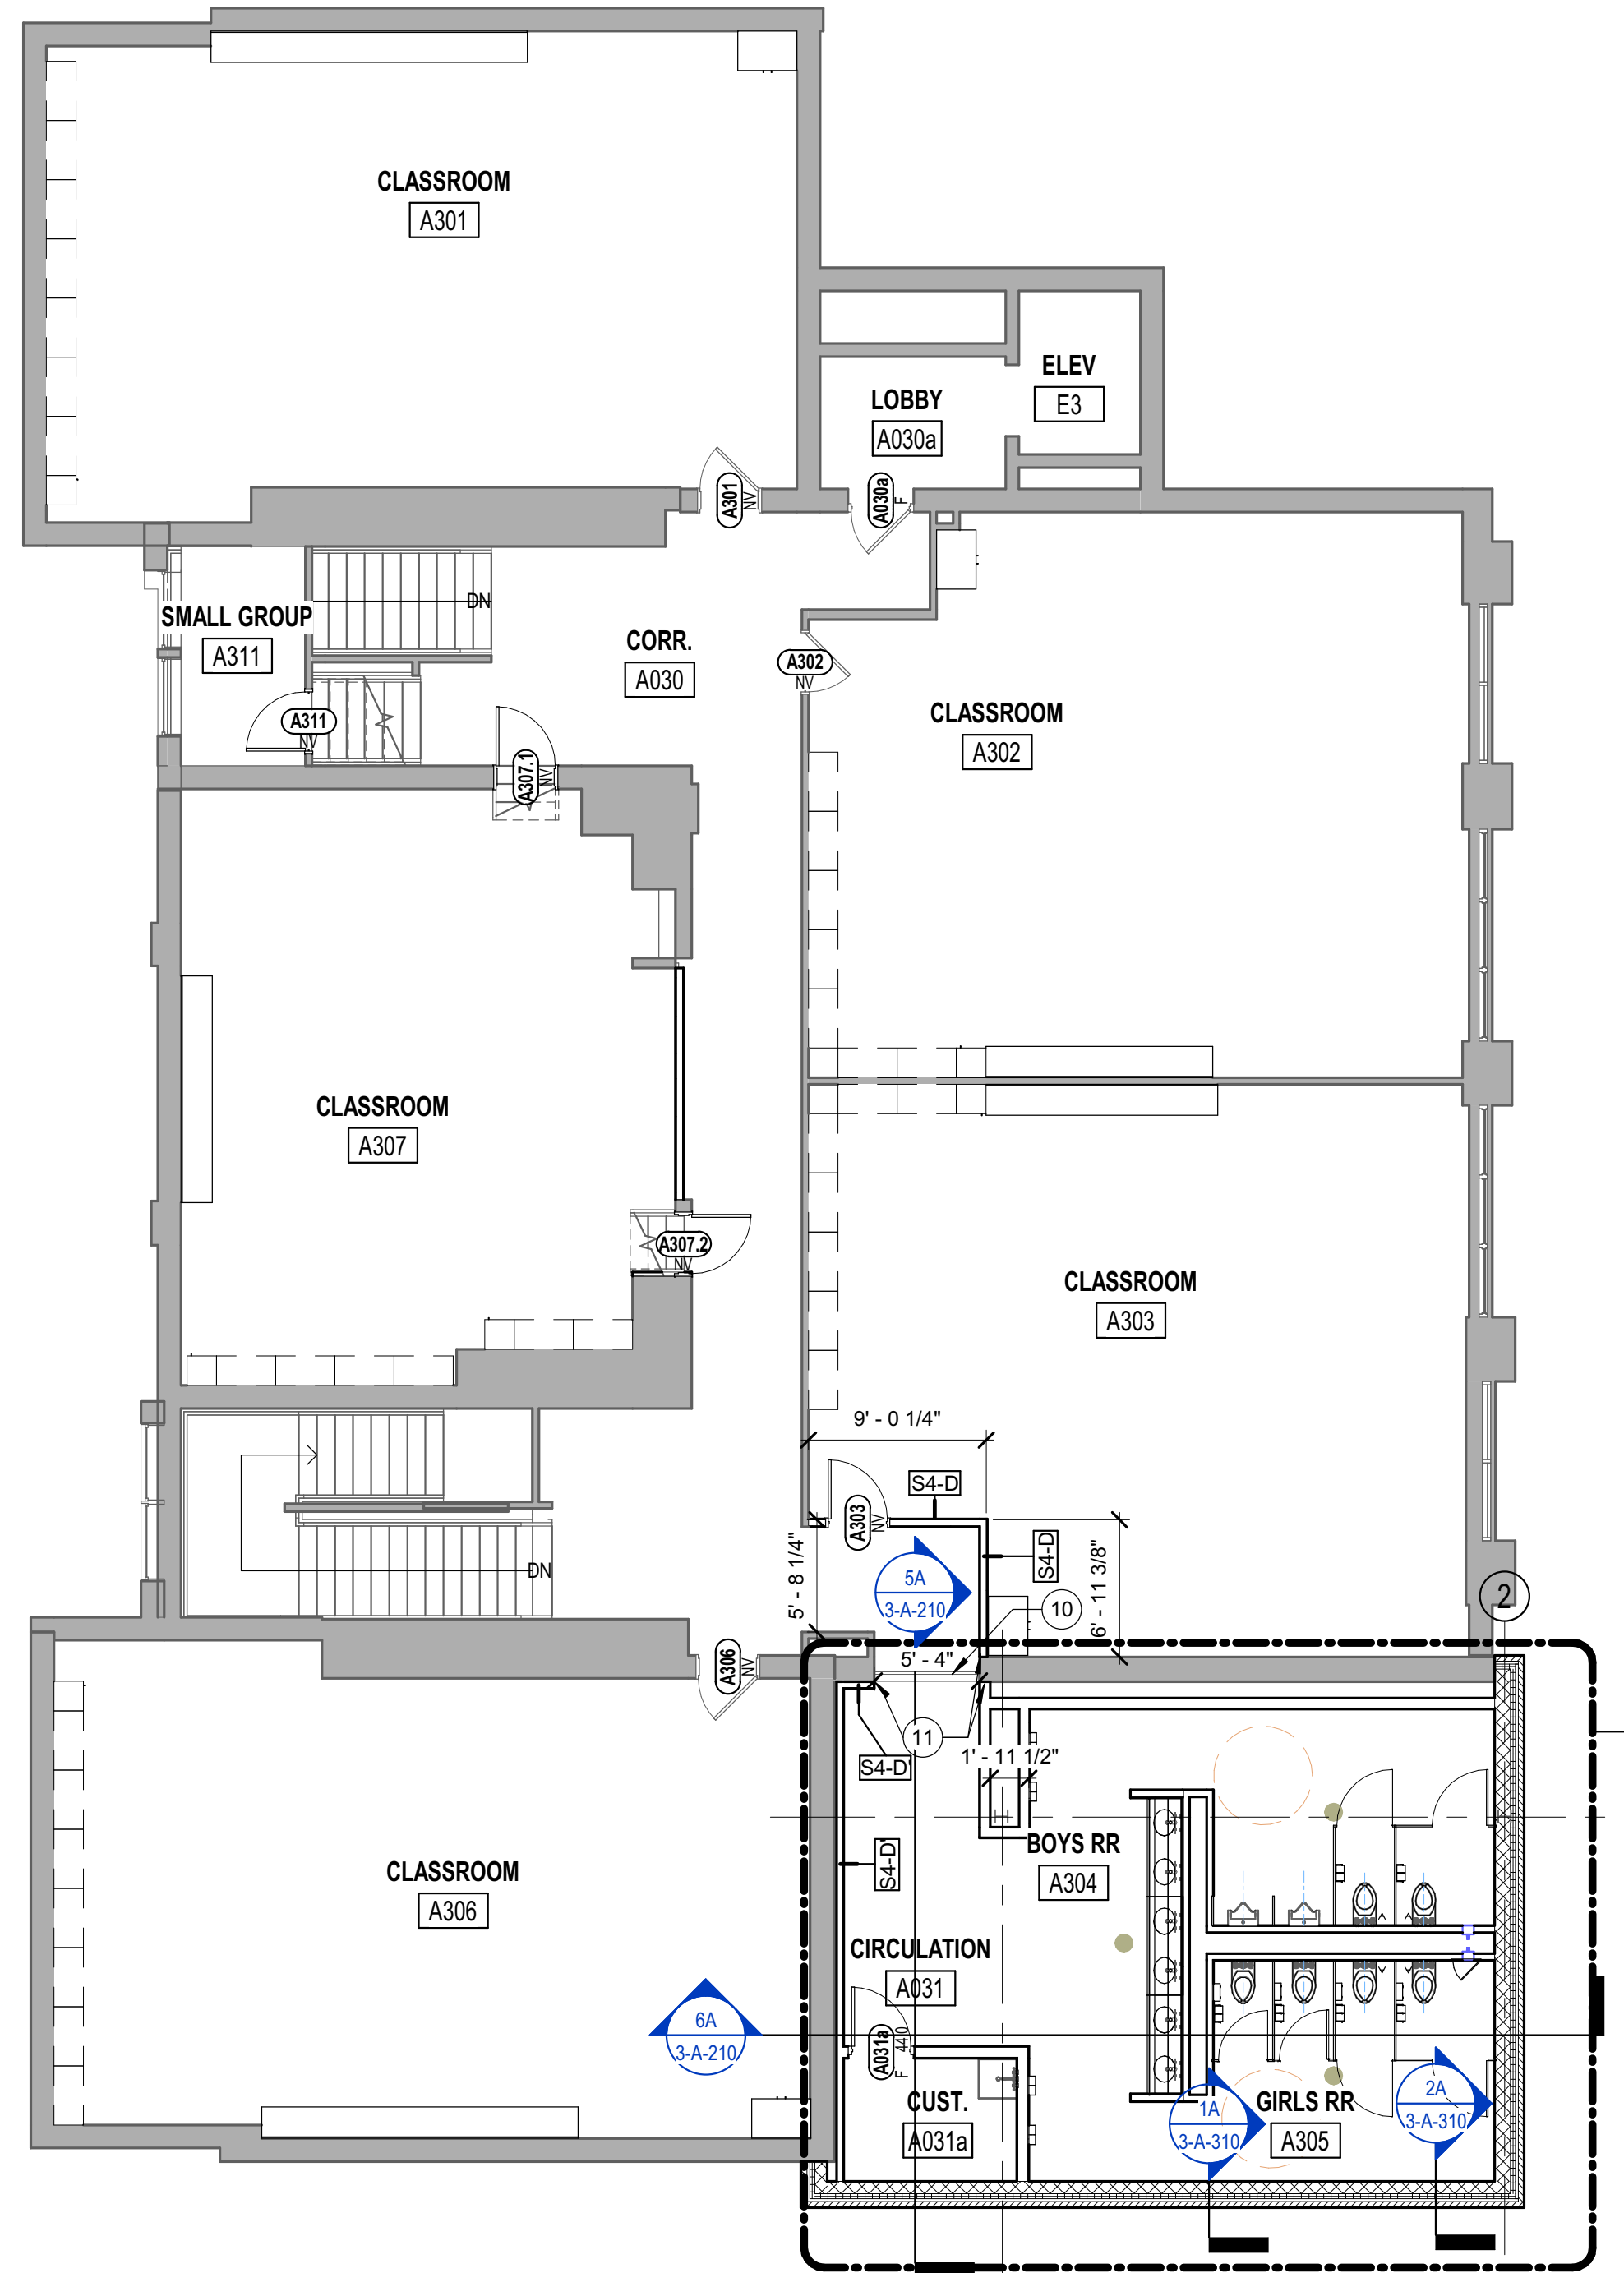 CLASSROOM
A301
ELEV
E3
LOBBY
A030a
A301
NV
A030a
F
DN
SMALL GROUP
A311
CORR.
A030
A302
NV
A311
NV
CLASSROOM
A302
A307.1
NV
CLASSROOM
A307
A307.2
NV
CLASSROOM
A303
9' - 0 1/4"
S4-D
A303
NV
5' - 8 1/4"
S4-D
6' - 11 3/8"
DN
5A
3-A-210
10
2
A306
NV
5' - 4"
11
1' - 11 1/2"
S4-D'
S4-D'
BOYS RR
A304
CLASSROOM
A306
CIRCULATION
A031
6A
3-A-210
A031a
F
44.0
CUST.
A031a
1A
3-A-310
GIRLS RR
A305
2A
3-A-310